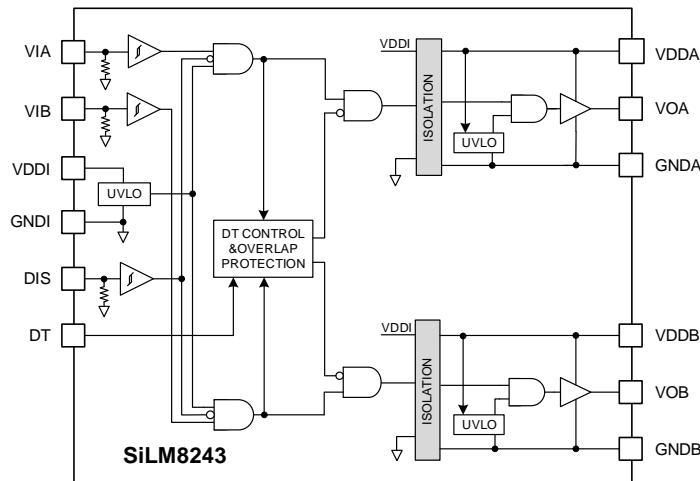 VIA
VIB
VDDI
UVLO
GNDI
DIS
DT
DT CONTROL
&OVERLAP
PROTECTION
VDDI
ISOLATION
UVLO
VDDA
VOA
GNDA
VDDI
ISOLATION
UVLO
VDDB
VOB
GNDB
SiLM8243